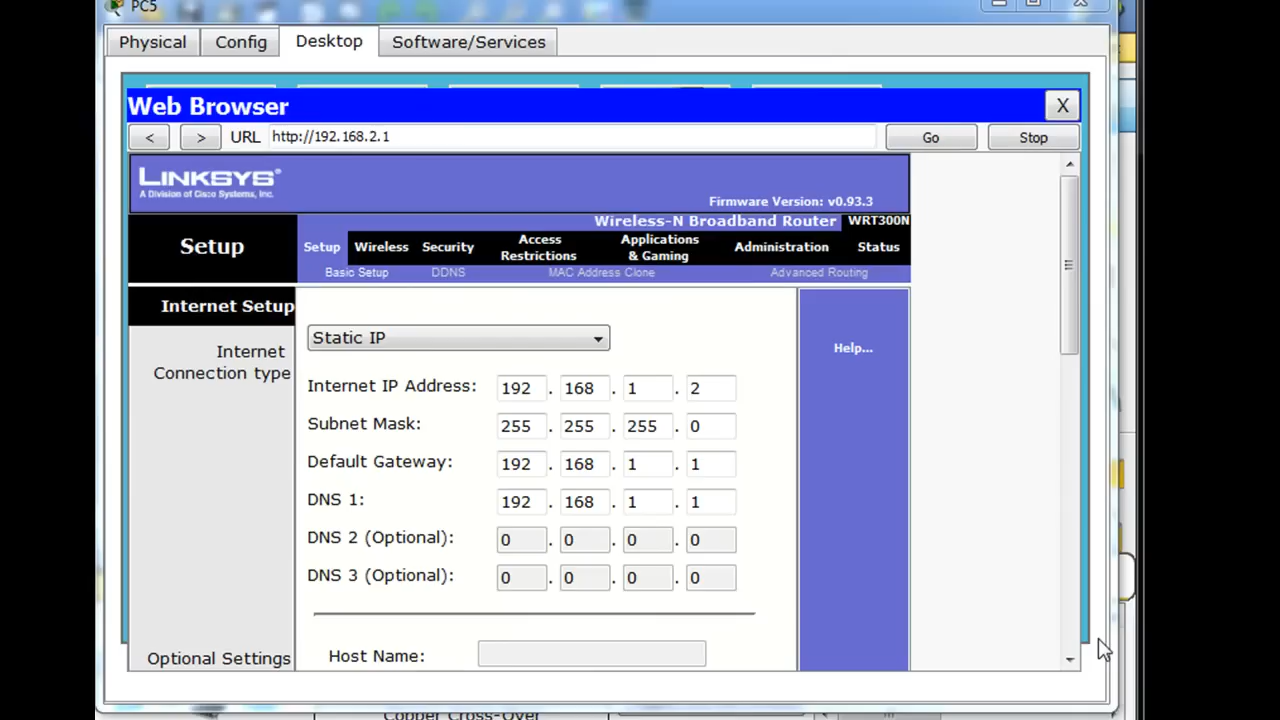 PC5
Physical Config Desktop Software/Services
Web Browser X
< > URL http://192.168.2.1 Go Stop
LINKSYS®
A Division of Cisco Systems, Inc.
Firmware Version: v0.93.3
Wireless-N Broadband Router WRT300N
Setup
Setup Wireless Security Access Restrictions Applications & Gaming Administration Status
Basic Setup DDNS MAC Address Clone Advanced Routing
Internet Setup
Internet
Connection type
Static IP
Help...
Internet IP Address: 192 . 168 . 1 . 2
Subnet Mask: 255 . 255 . 255 . 0
Default Gateway: 192 . 168 . 1 . 1
DNS 1: 192 . 168 . 1 . 1
DNS 2 (Optional): 0 . 0 . 0 . 0
DNS 3 (Optional): 0 . 0 . 0 . 0
Optional Settings Host Name:
Copper Cross-Over